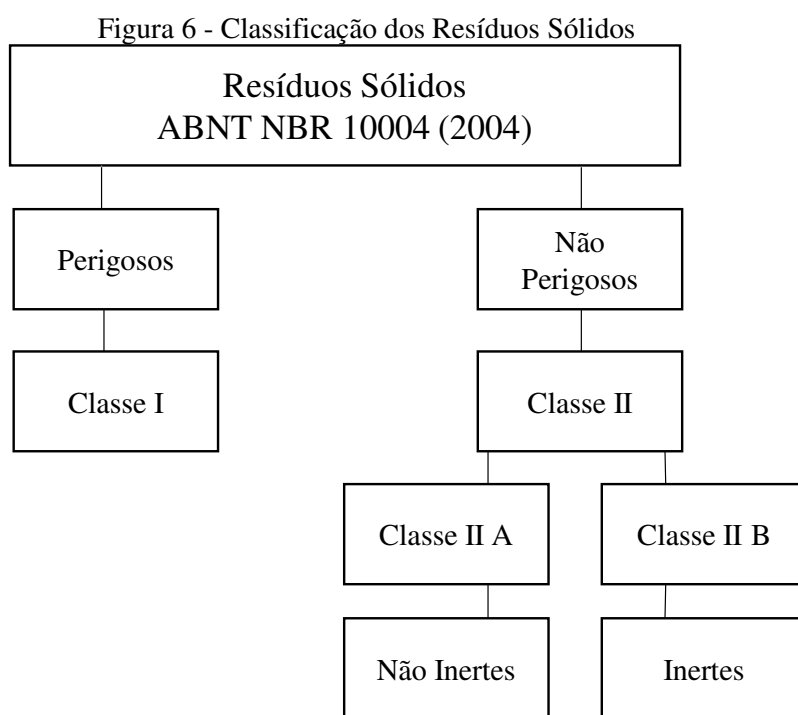 Figura 6 - Classificação dos Resíduos Sólidos
Resíduos Sólidos
ABNT NBR 10004 (2004)
Perigosos
Não
Perigosos
Classe I
Classe II
Classe II A
Classe II B
Não Inertes
Inertes